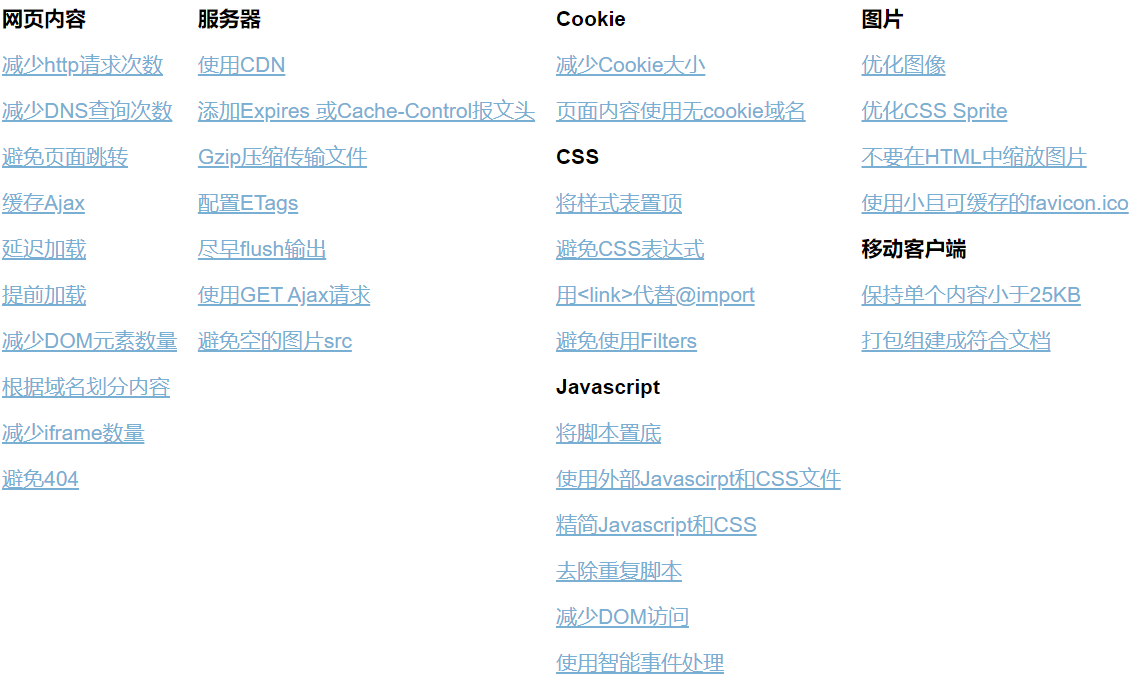 网页内容
减少http请求次数
减少DNS查询次数
避免页面跳转
缓存Ajax
延迟加载
提前加载
减少DOM元素数量
根据域名划分内容
减少iframe数量
避免404
服务器
使用CDN
添加Expires 或Cache-Control报文头
Gzip压缩传输文件
配置ETags
尽早flush输出
使用GET Ajax请求
避免空的图片src
Cookie
减少Cookie大小
页面内容使用无cookie域名
CSS
将样式表置顶
避免CSS表达式
用<link>代替@import
避免使用Filters
Javascript
将脚本置底
使用外部Javascirpt和CSS文件
精简Javascript和CSS
去除重复脚本
减少DOM访问
使用智能事件处理
图片
优化图像
优化CSS Sprite
不要在HTML中缩放图片
使用小且可缓存的favicon.ico
移动客户端
保持单个内容小于25KB
打包组建成符合文档